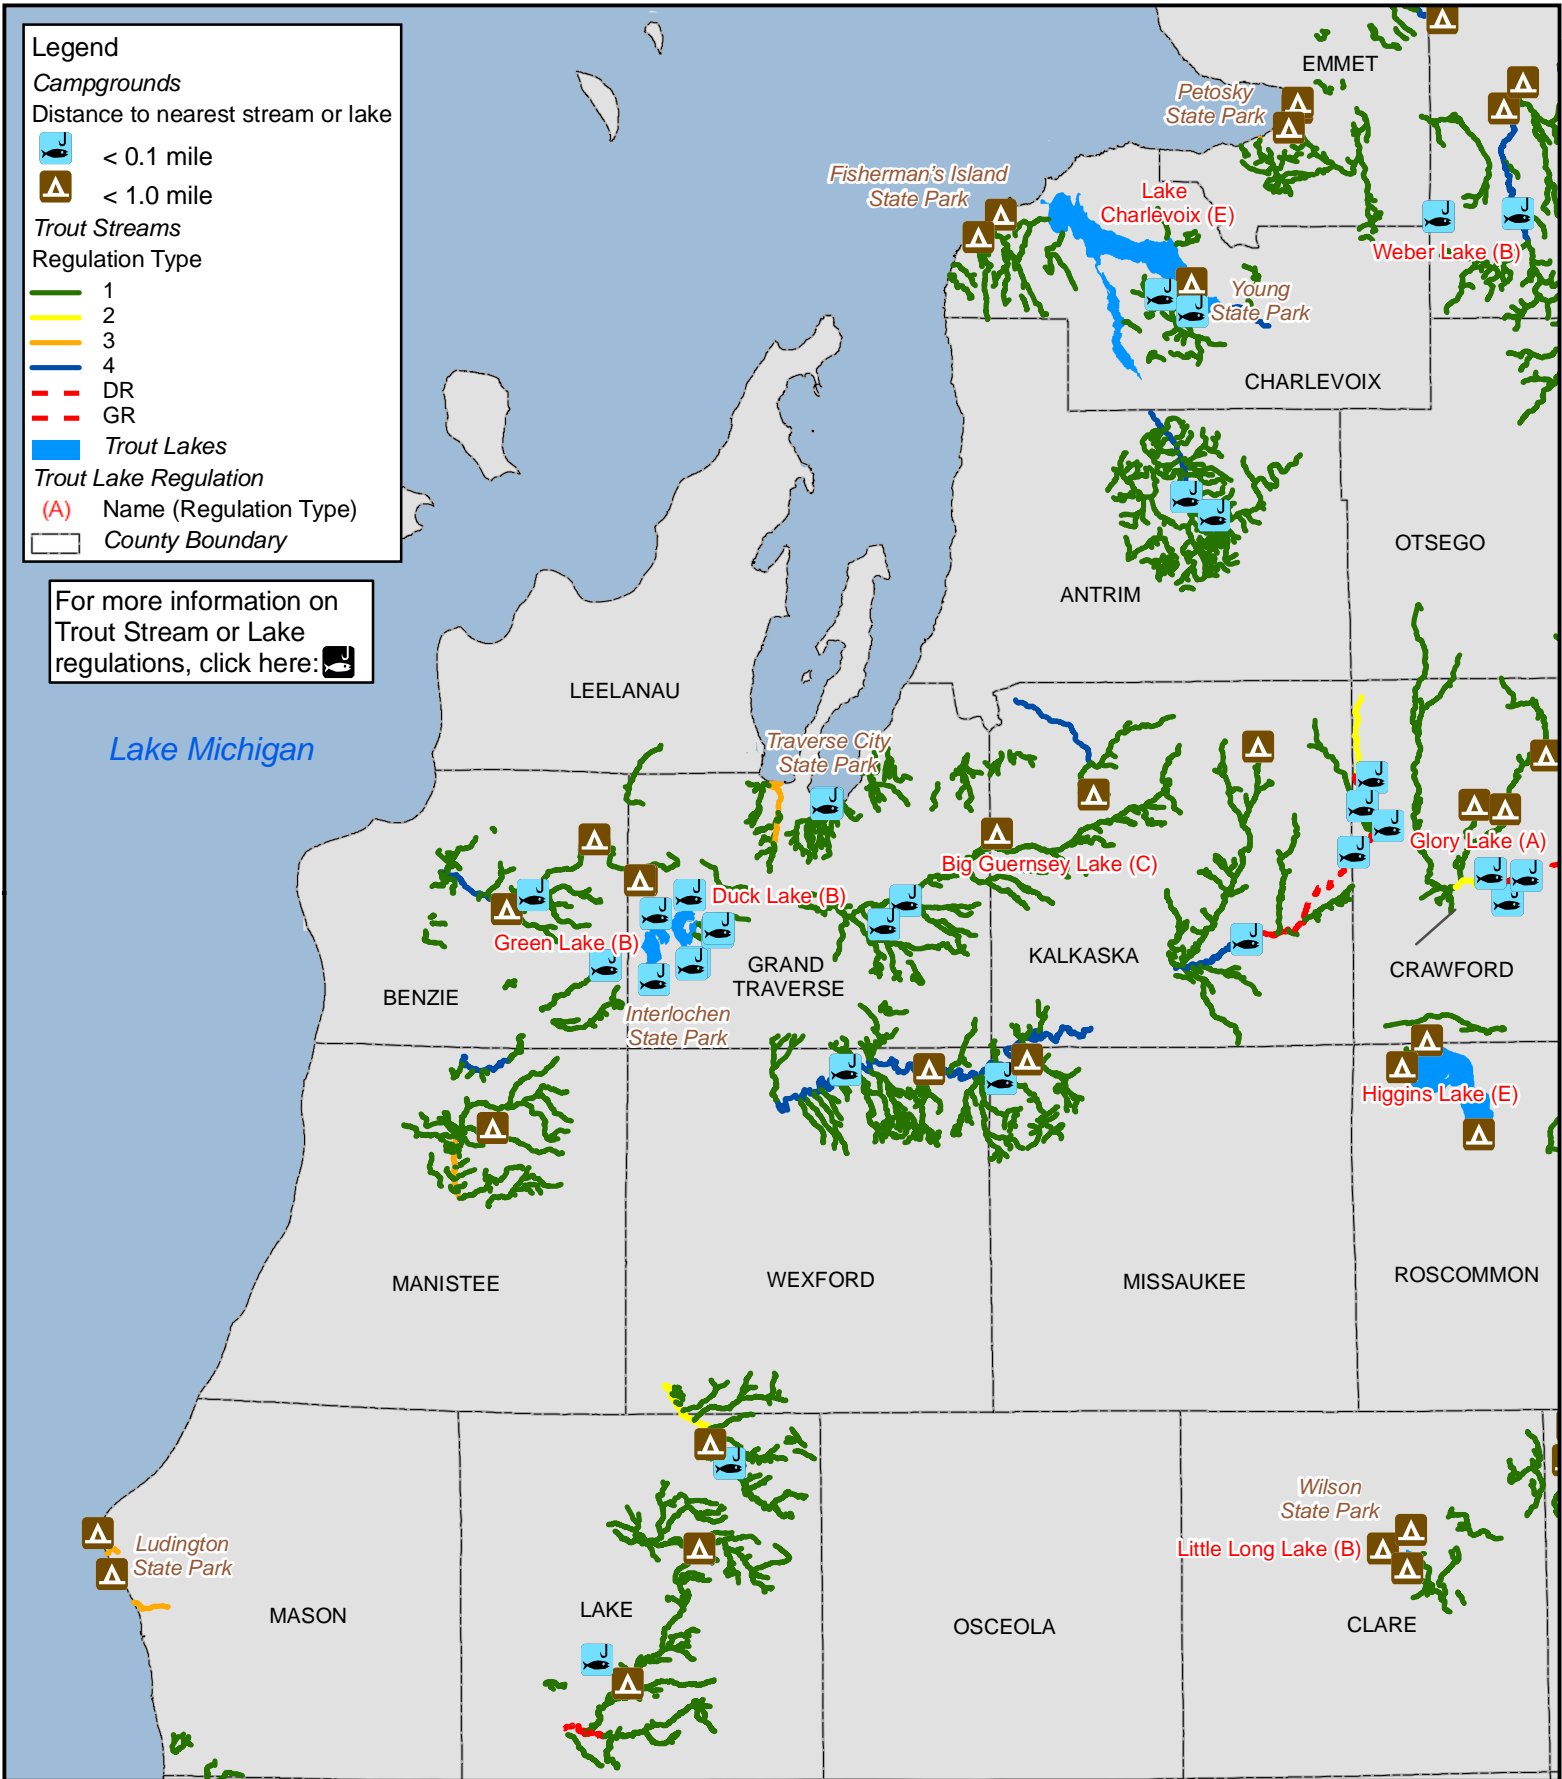 Legend
Campgrounds
Distance to nearest stream or lake
< 0.1 mile
< 1.0 mile
Trout Streams
Regulation Type
1
2
3
4
DR
GR
Trout Lakes
Trout Lake Regulation
(A) Name (Regulation Type)
County Boundary
For more information on
Trout Stream or Lake
regulations, click here:
EMMET
Petosky
State Park
Fisherman's Island
State Park
Lake
Charlevoix (E)
Weber Lake (B)
Young
State Park
CHARLEVOIX
OTSEGO
ANTRIM
LEELANAU
Lake Michigan
Traverse City
State Park
Glory Lake (A)
Big Guernsey Lake (C)
Duck Lake (B)
Green Lake (B)
GRAND
TRAVERSE
KALKASKA
CRAWFORD
BENZIE
Interlochen
State Park
Higgins Lake (E)
MANISTEE
WEXFORD
MISSAUKEE
ROSCOMMON
Wilson
State Park
Little Long Lake (B)
Ludington
State Park
MASON
LAKE
OSCEOLA
CLARE